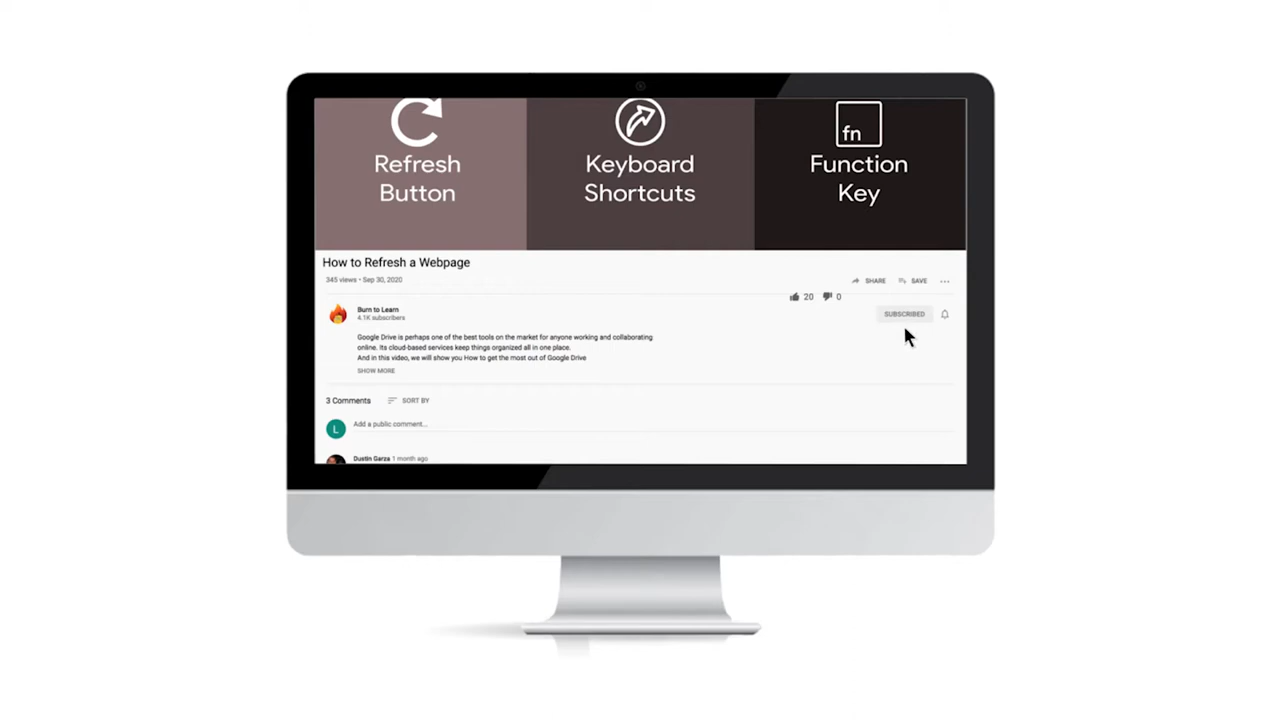 Refresh
Button
Keyboard
Shortcuts
fn
Function
Key
How to Refresh a Webpage
345 views • Sep 30, 2020
SHARE
SAVE
...
20
0
Burn to Learn
4.1K subscribers
SUBSCRIBED
Google Drive is perhaps one of the best tools on the market for anyone working and collaborating
online. Its cloud-based services keep things organized all in one place.
And in this video, we will show you How to get the most out of Google Drive
SHOW MORE
3 Comments
SORT BY
L
Add a public comment...
Dustin Garza 1 month ago